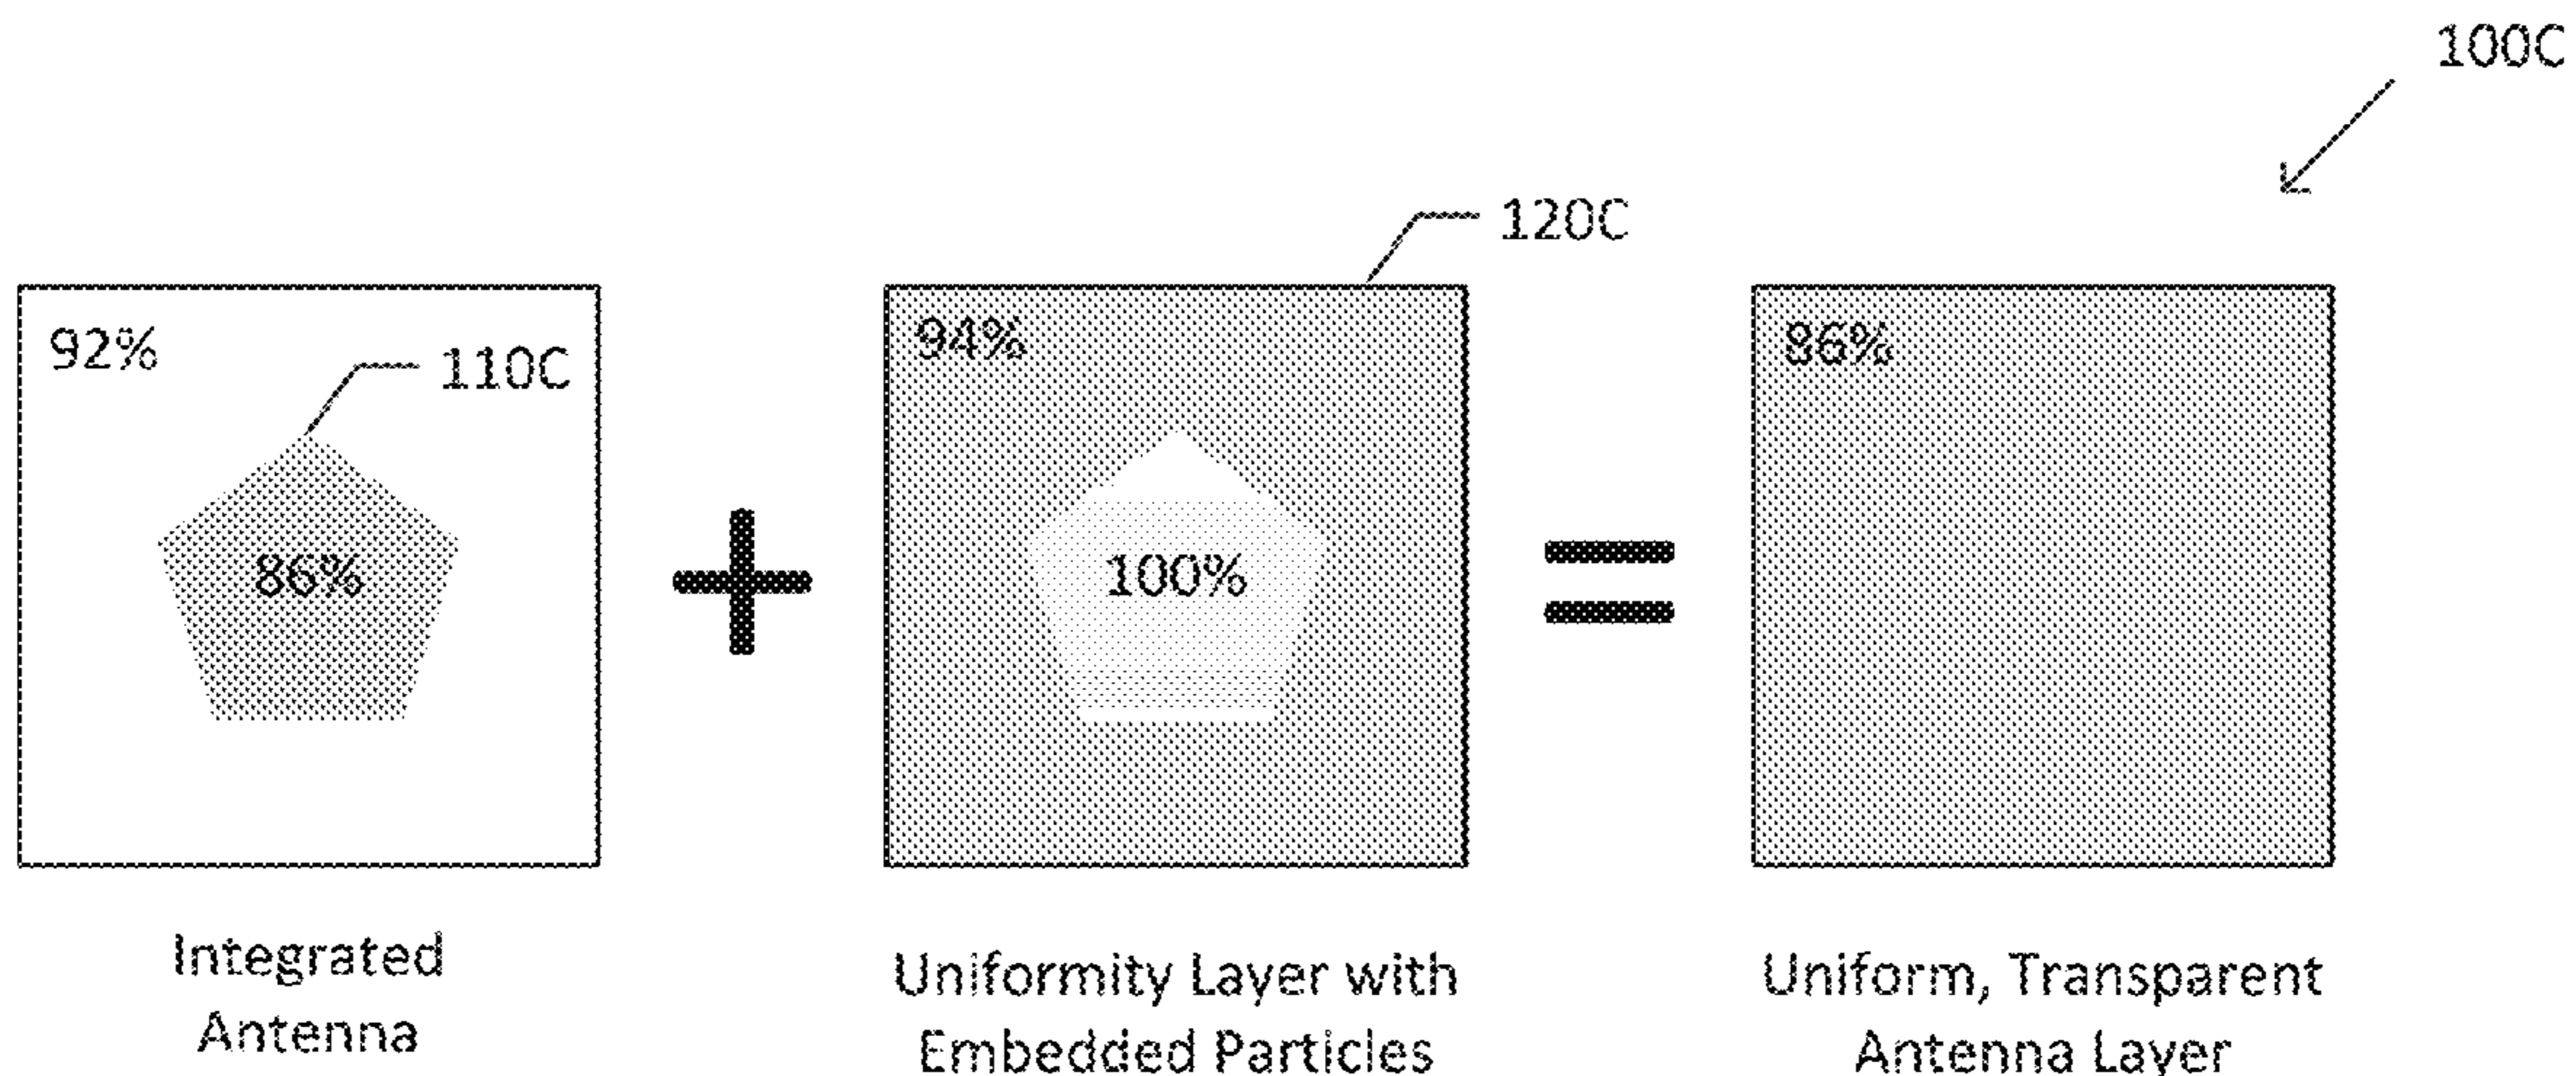 100C
120C
92%
110C
86%
94%
100%
86%
Integrated
Antenna
Uniformity Layer with
Embedded Particles
Uniform, Transparent
Antenna Layer